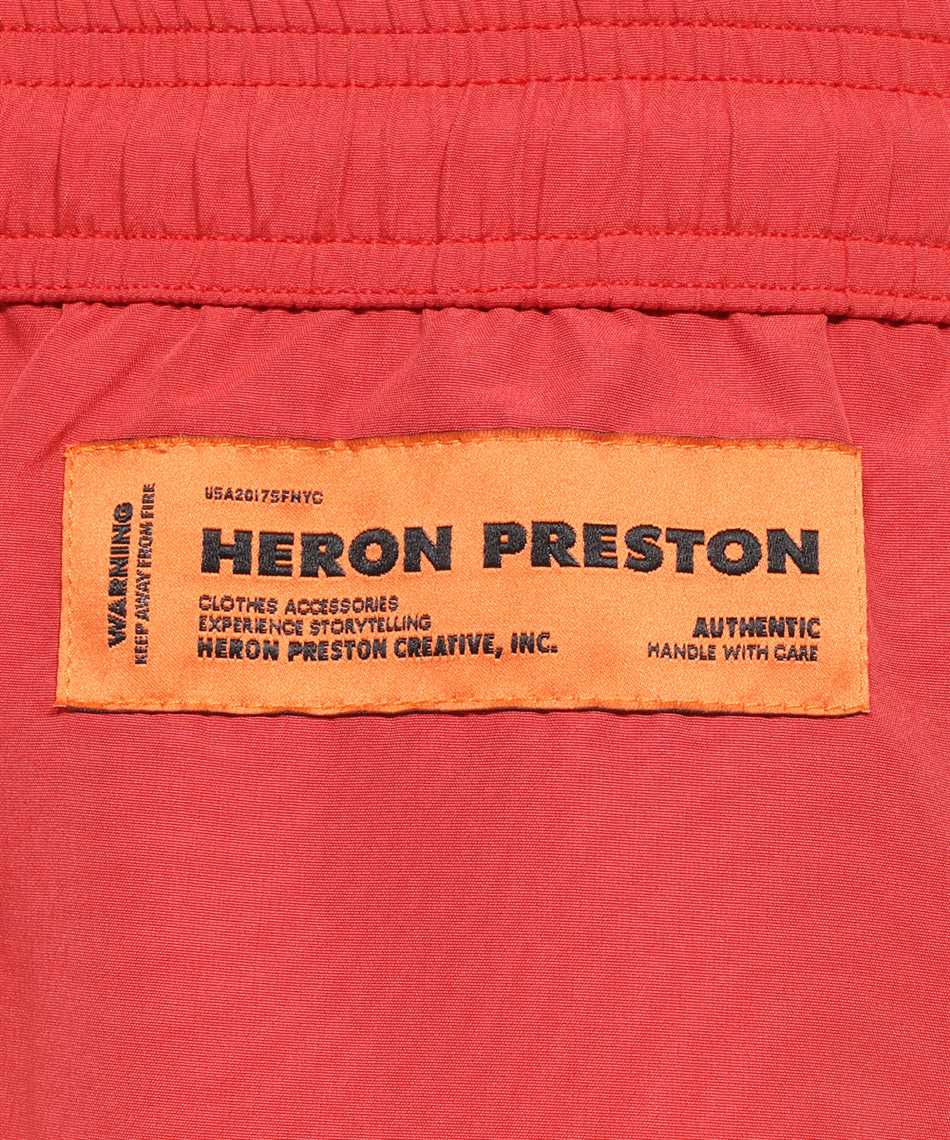 WARNING
KEEP AWAY FROM FIRE
USA2017SFNYC
HERON PRESTON
CLOTHES ACCESSORIES
EXPERIENCE STORYTELLING
HERON PRESTON CREATIVE, INC.
AUTHENTIC
HANDLE WITH CARE